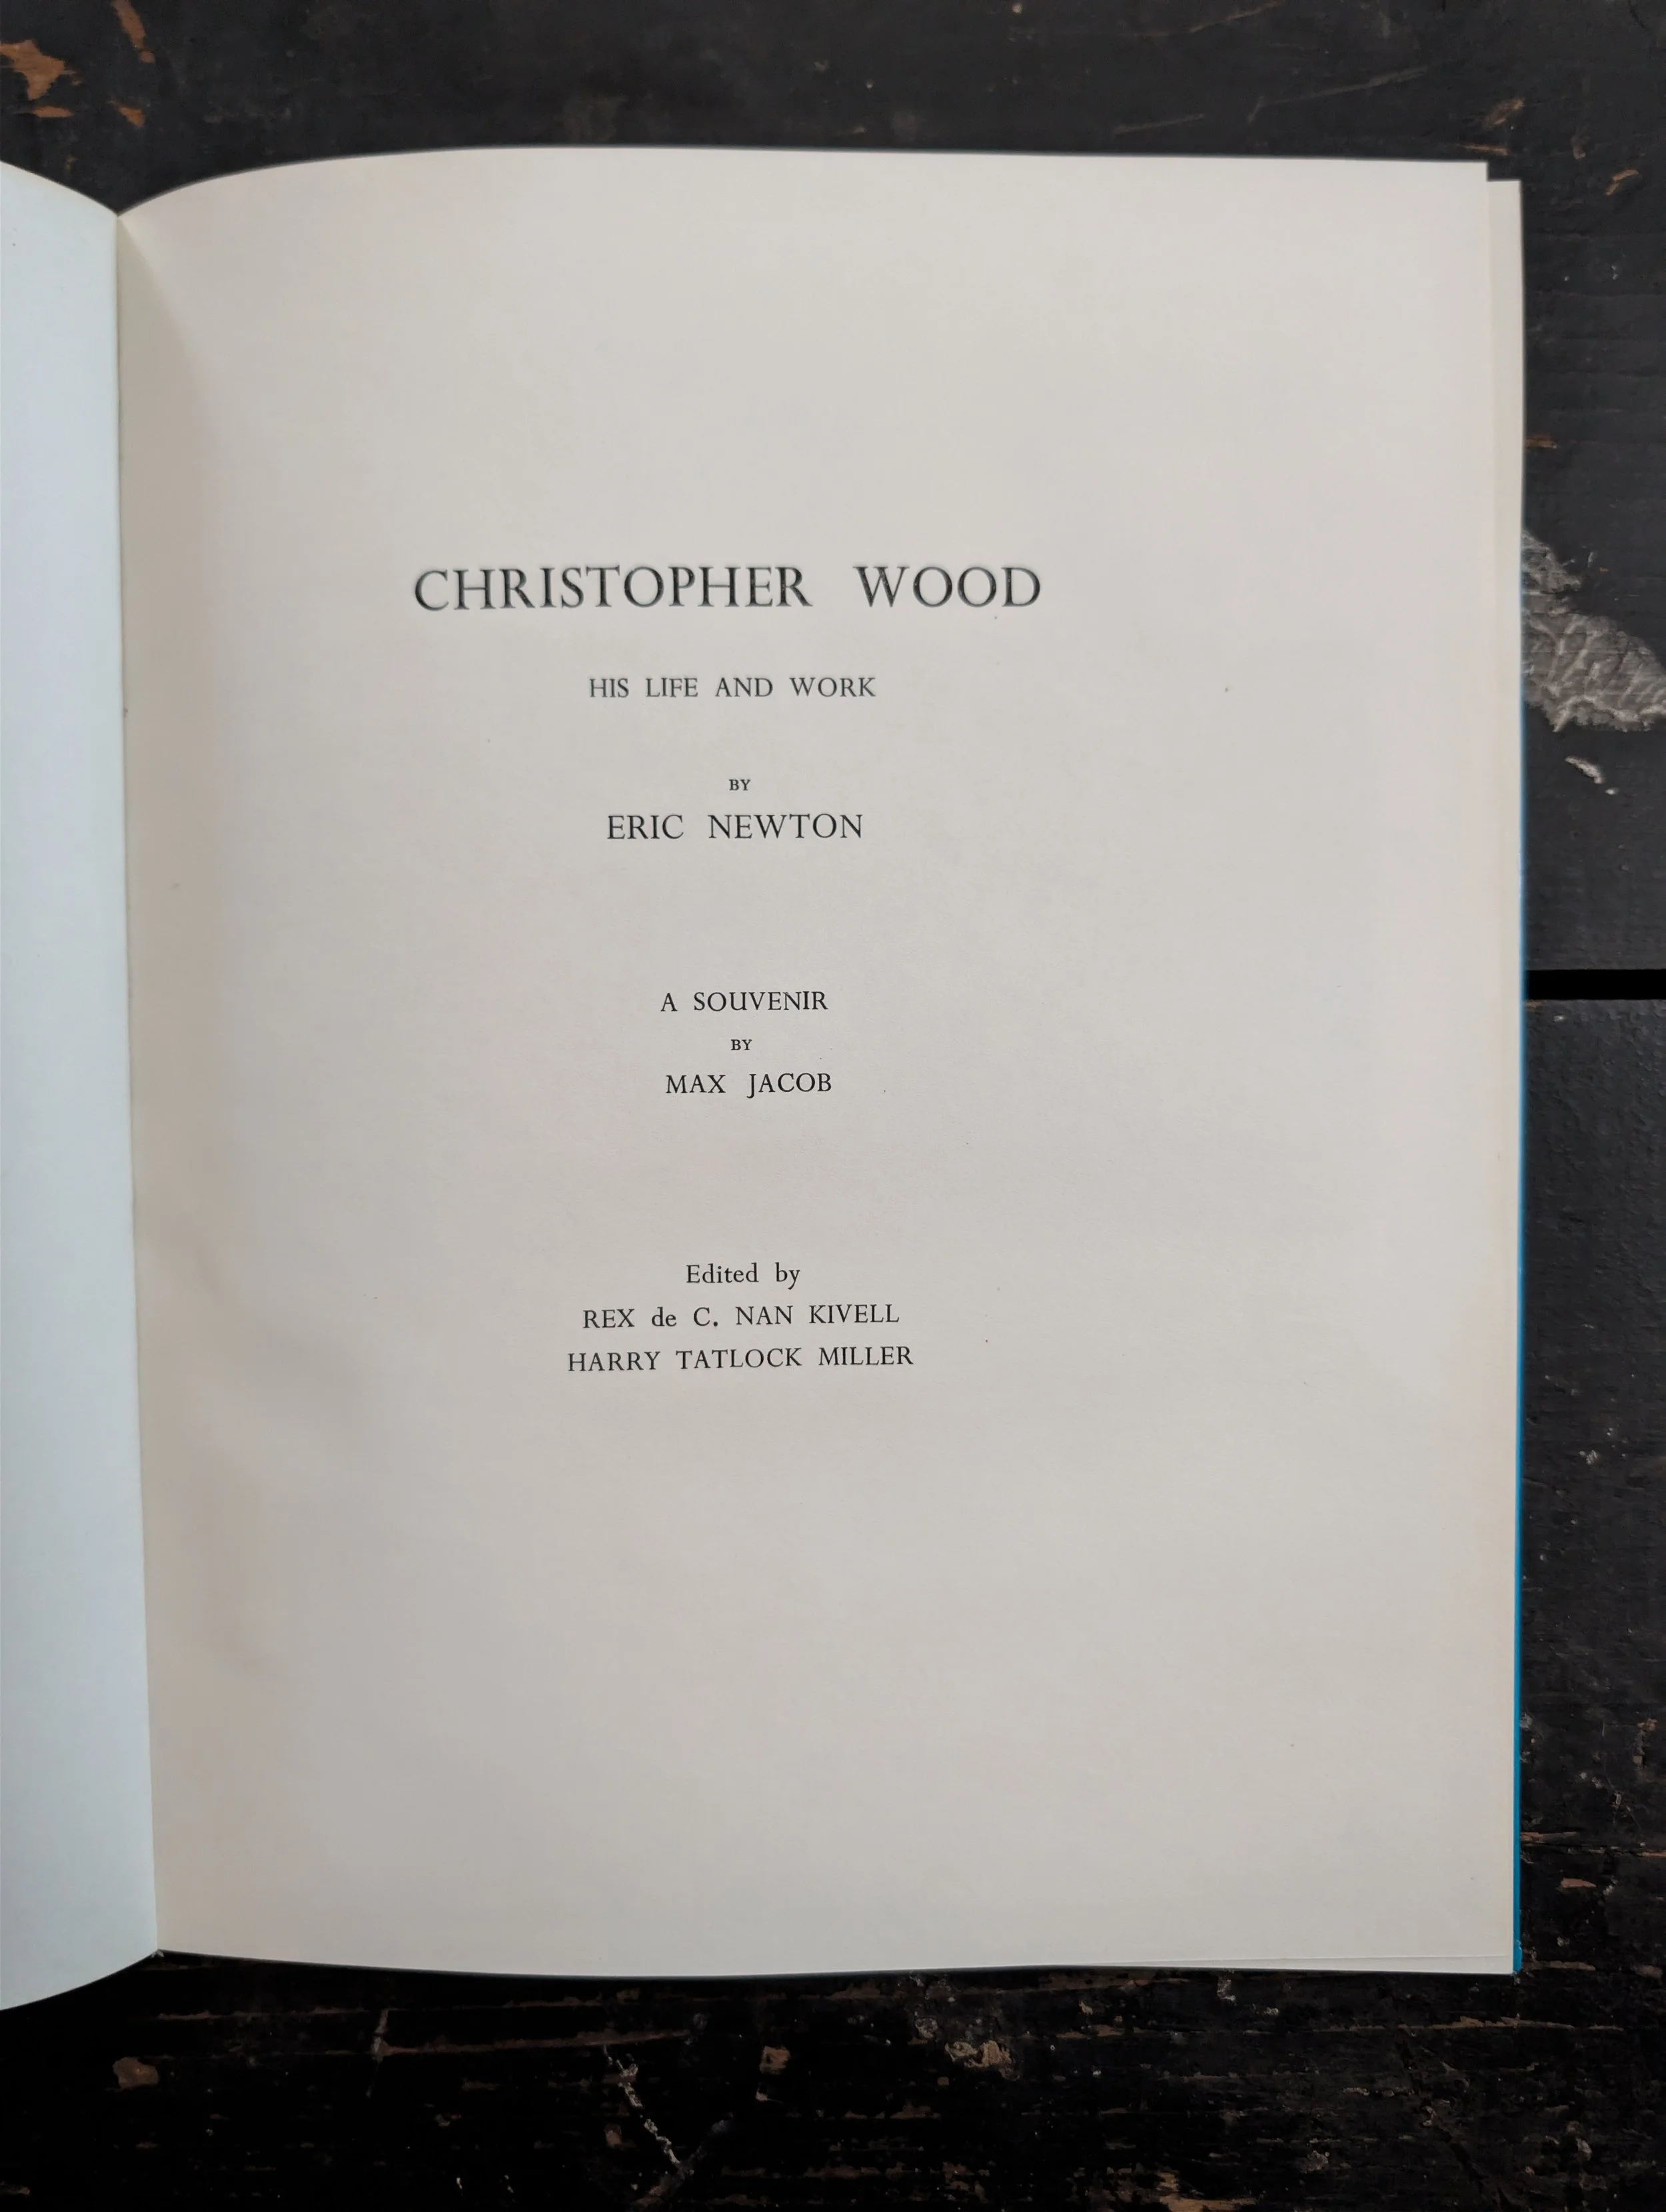 CHRISTOPHER WOOD
HIS LIFE AND WORK
BY
ERIC NEWTON
A SOUVENIR
BY
MAX JACOB
Edited by
REX de C. NAN KIVELL
HARRY TATLOCK MILLER